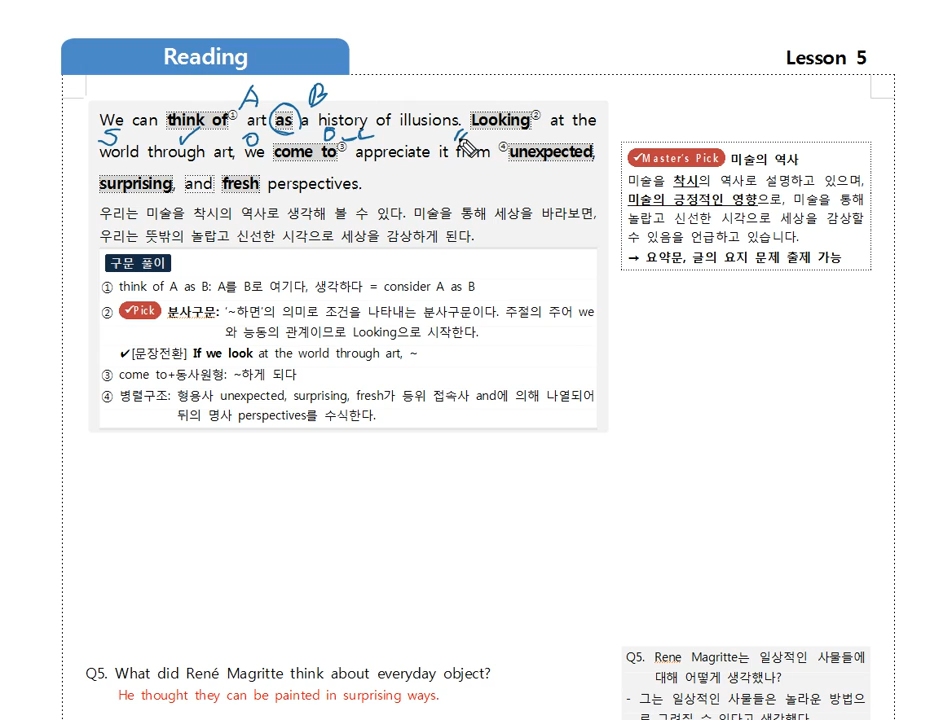 Reading
Lesson 5
A B
We can think of① art as a history of illusions. Looking② at the
S O O C
world through art, we come to③ appreciate it from ④unexpected,
surprising, and fresh perspectives.
우리는 미술을 착시의 역사로 생각해 볼 수 있다. 미술을 통해 세상을 바라보면,
우리는 뜻밖의 놀랍고 신선한 시각으로 세상을 감상하게 된다.
구문 풀이
① think of A as B: A를 B로 여기다, 생각하다 = consider A as B
② ✓Pick 분사구문: '~하면'의 의미로 조건을 나타내는 분사구문이다. 주절의 주어 we
와 능동의 관계이므로 Looking으로 시작한다.
✔[문장전환] If we look at the world through art, ~
③ come to+동사원형: ~하게 되다
④ 병렬구조: 형용사 unexpected, surprising, fresh가 등위 접속사 and에 의해 나열되어
뒤의 명사 perspectives를 수식한다.
✓Master's Pick 미술의 역사
미술을 착시의 역사로 설명하고 있으며,
미술의 긍정적인 영향으로, 미술을 통해
놀랍고 신선한 시각으로 세상을 감상할
수 있음을 언급하고 있습니다.
→ 요약문, 글의 요지 문제 출제 가능
Q5. What did René Magritte think about everyday object?
He thought they can be painted in surprising ways.
Q5. Rene Magritte는 일상적인 사물들에
대해 어떻게 생각했나?
- 그는 일상적인 사물들은 놀라운 방법으
로 그려질 수 있다고 생각했다.